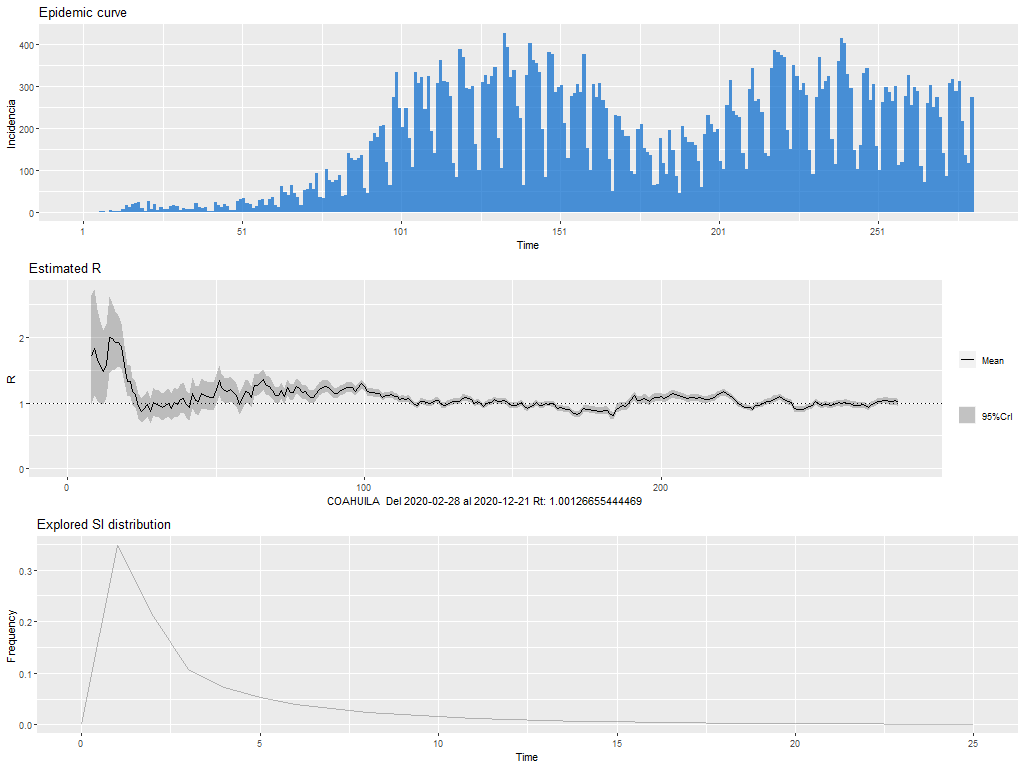 Epidemic curve
Incidencia
400
300
200
100
0
1
51
101
151
201
251
Time
Estimated R
R
2
1
0
0
100
200
Mean
95%CrI
COAHUILA Del 2020-02-28 al 2020-12-21 Rt: 1.00126655444469
Explored SI distribution
Frequency
0.3
0.2
0.1
0.0
0
5
10
15
20
25
Time